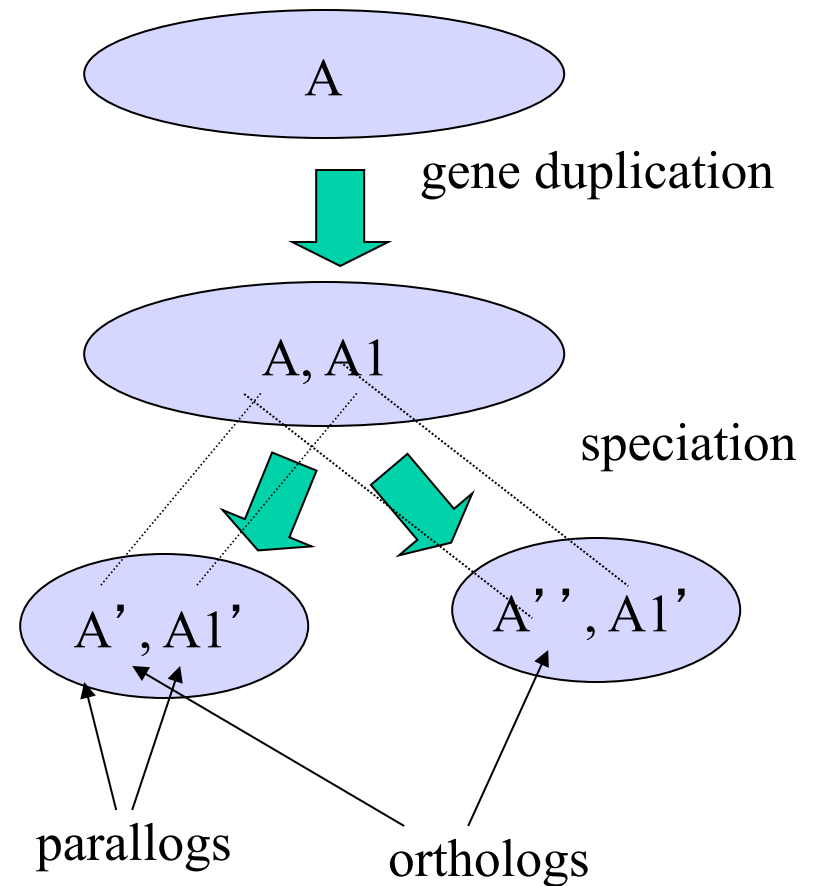 A
gene duplication
A, A1
speciation
A’, A1’
A’’, A1’
parallogs
orthologs